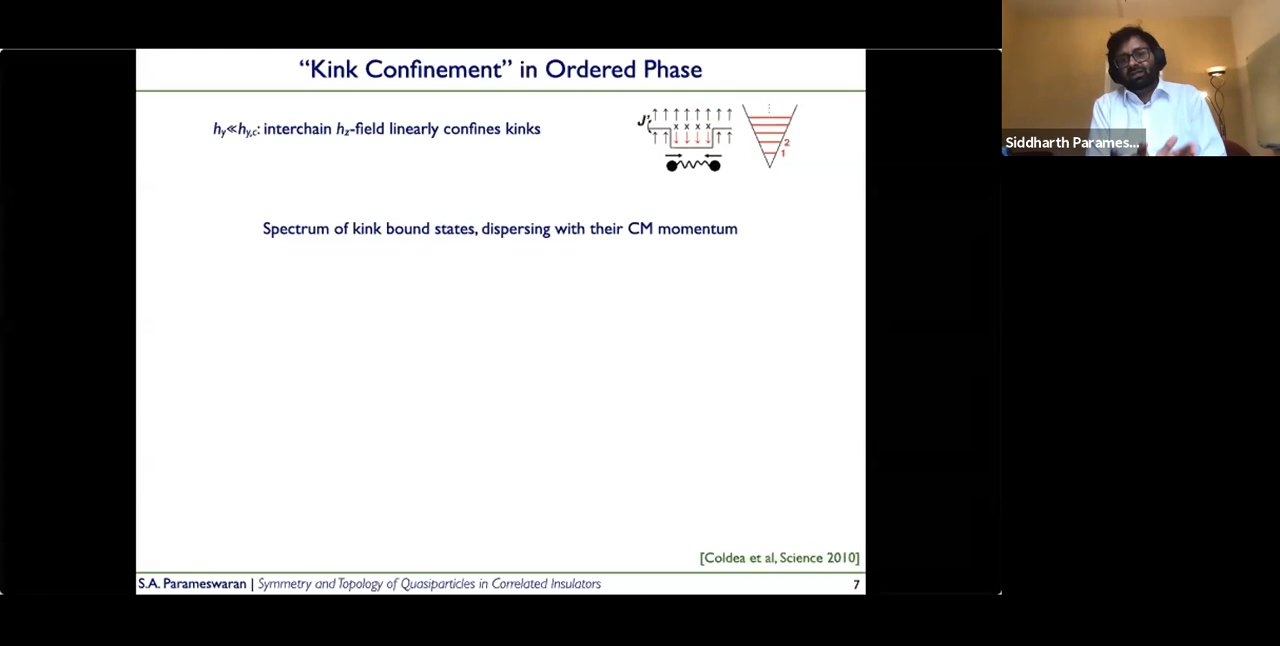 “Kink Confinement” in Ordered Phase
hy≪hy,c: interchain hz-field linearly confines kinks
J'
2
1
Siddharth Parames...
Spectrum of kink bound states, dispersing with their CM momentum
[Coldea et al, Science 2010]
S.A. Parameswaran | Symmetry and Topology of Quasiparticles in Correlated Insulators
7